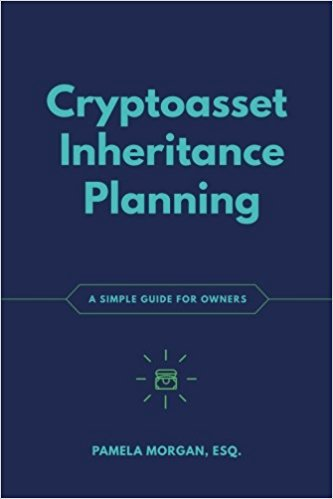 Cryptoasset
Inheritance
Planning
A SIMPLE GUIDE FOR OWNERS
PAMELA MORGAN, ESQ.